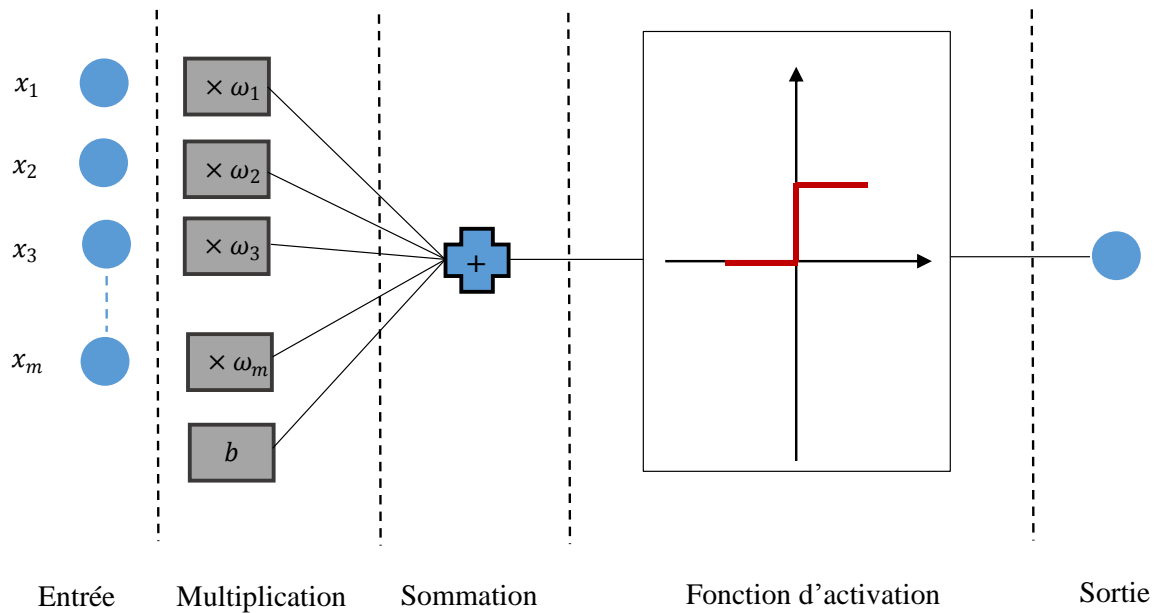 x₁
× ω₁
x₂
× ω₂
x₃
× ω₃
+
xₘ
× ωₘ
b
Entrée
Multiplication
Sommation
Fonction d’activation
Sortie